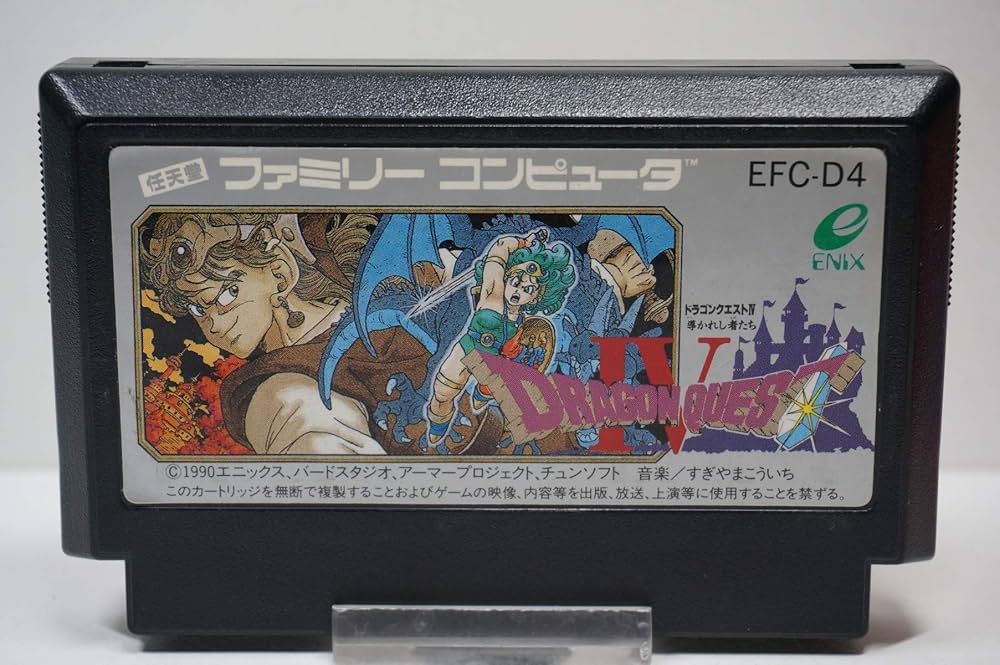 任天堂 ファミリー コンピュータ™ EFC-D4
ENIX
ドラゴンクエストIV
導かれし者たち
IV
DRAGON QUEST
©1990エニックス、バードスタジオ、アーマープロジェクト、チュンソフト 音楽/すぎやまこういち
このカートリッジを無断で複製することおよびゲームの映像、内容等を出版、放送、上演等に使用することを禁ずる。